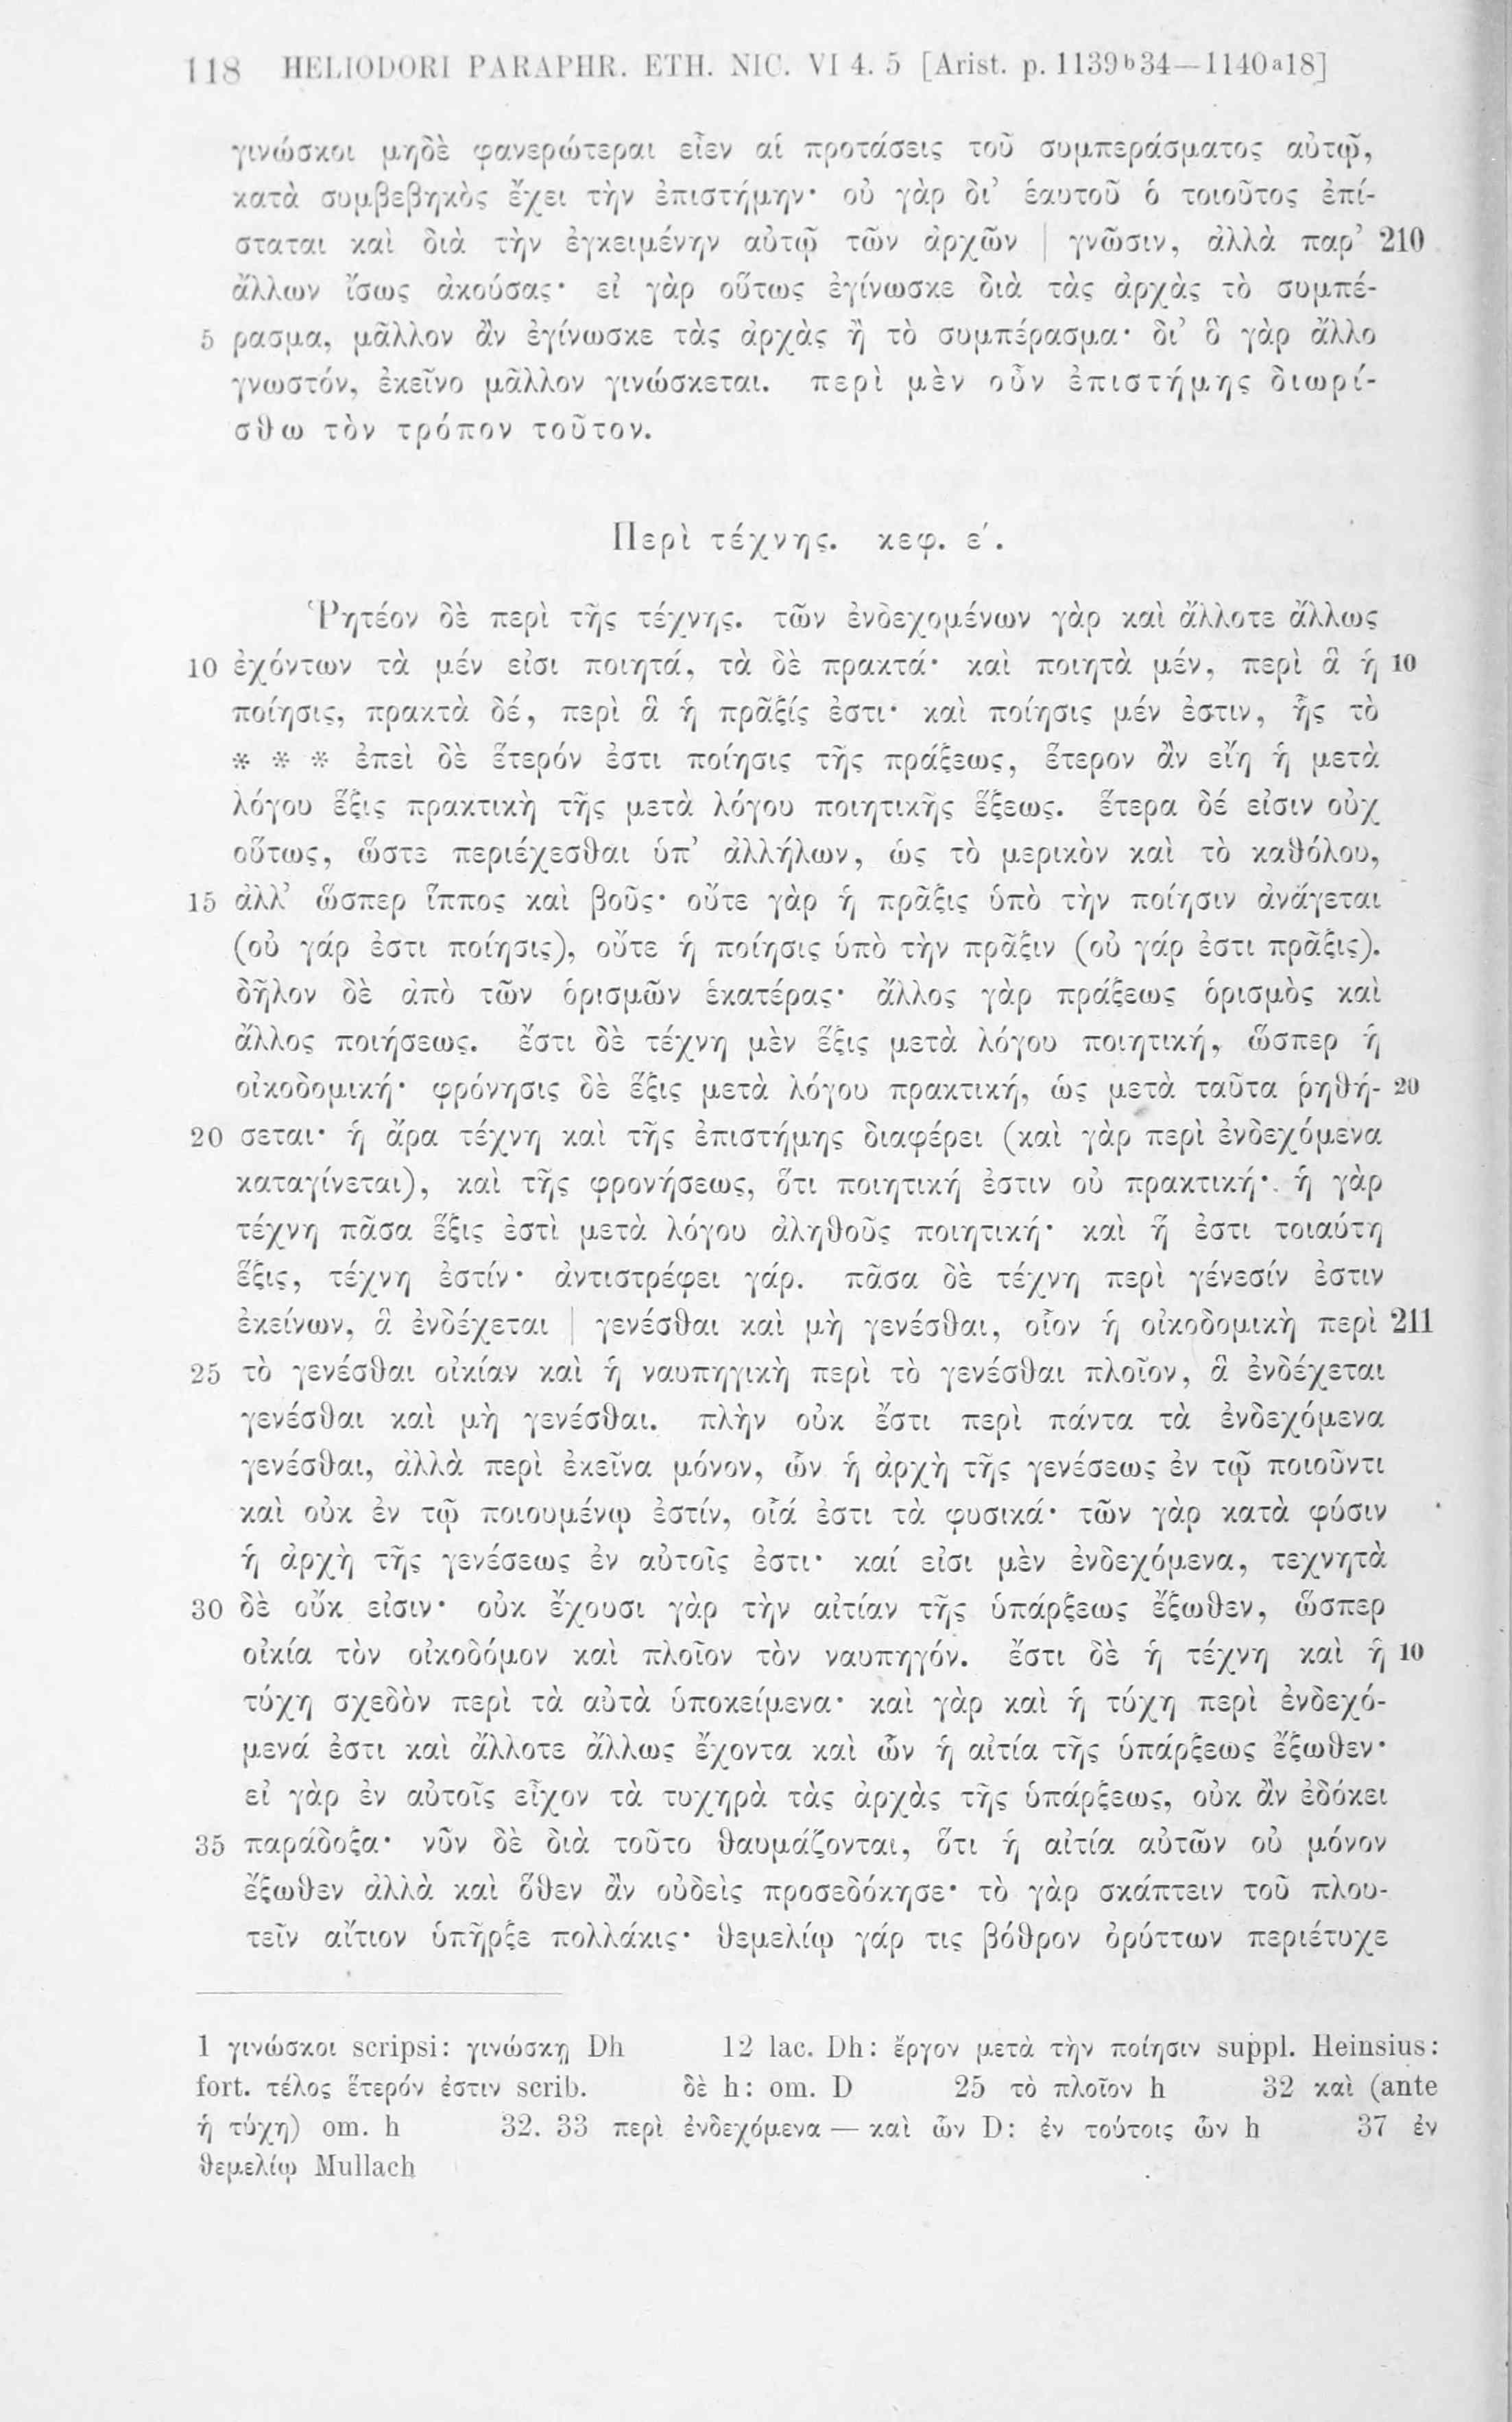 118 HELIODORI PARAPHR. ETH. NIC. VI 4. 5 [Arist. p. 1139ᵇ34—1140ᵃ18]
γινώσκοι μηδὲ φανερώτεραι εἶεν αἱ προτάσεις τοῦ συμπεράσματος αὐτῷ,
κατὰ συμβεβηκὸς ἔχει τὴν ἐπιστήμην· οὐ γὰρ δι’ ἑαυτοῦ ὁ τοιοῦτος ἐπί-
σταται καὶ διὰ τὴν ἐγκειμένην αὐτῷ τῶν ἀρχῶν | γνῶσιν, ἀλλὰ παρ’ 210
ἄλλων ἴσως ἀκούσας· εἰ γὰρ οὕτως ἐγίνωσκε διὰ τὰς ἀρχὰς τὸ συμπέ-
5 ρασμα, μᾶλλον ἂν ἐγίνωσκε τὰς ἀρχὰς ἢ τὸ συμπέρασμα· δι’ ὃ γὰρ ἄλλο
γνωστόν, ἐκεῖνο μᾶλλον γινώσκεται. περὶ μὲν οὖν ἐπιστήμης διωρί-
σθω τὸν τρόπον τοῦτον.
Περὶ τέχνης. κεφ. ε΄.
Ῥητέον δὲ περὶ τῆς τέχνης. τῶν ἐνδεχομένων γὰρ καὶ ἄλλοτε ἄλλως
10 ἐχόντων τὰ μέν εἰσι ποιητά, τὰ δὲ πρακτά· καὶ ποιητὰ μέν, περὶ ἃ ἡ 10
ποίησις, πρακτὰ δέ, περὶ ἃ ἡ πρᾶξίς ἐστι· καὶ ποίησις μέν ἐστιν, ἧς τὸ
* * * ἐπεὶ δὲ ἕτερόν ἐστι ποίησις τῆς πράξεως, ἕτερον ἂν εἴη ἡ μετὰ
λόγου ἕξις πρακτικὴ τῆς μετὰ λόγου ποιητικῆς ἕξεως. ἕτερα δέ εἰσιν οὐχ
οὕτως, ὥστε περιέχεσθαι ὑπ’ ἀλλήλων, ὡς τὸ μερικὸν καὶ τὸ καθόλου,
15 ἀλλ’ ὥσπερ ἵππος καὶ βοῦς· οὔτε γὰρ ἡ πρᾶξις ὑπὸ τὴν ποίησιν ἀνάγεται
(οὐ γάρ ἐστι ποίησις), οὔτε ἡ ποίησις ὑπὸ τὴν πρᾶξιν (οὐ γάρ ἐστι πρᾶξις).
δῆλον δὲ ἀπὸ τῶν ὁρισμῶν ἑκατέρας· ἄλλος γὰρ πράξεως ὁρισμὸς καὶ
ἄλλος ποιήσεως. ἔστι δὲ τέχνη μὲν ἕξις μετὰ λόγου ποιητική, ὥσπερ ἡ
οἰκοδομική· φρόνησις δὲ ἕξις μετὰ λόγου πρακτική, ὡς μετὰ ταῦτα ῥηθή- 20
20 σεται· ἡ ἄρα τέχνη καὶ τῆς ἐπιστήμης διαφέρει (καὶ γὰρ περὶ ἐνδεχόμενα
καταγίνεται), καὶ τῆς φρονήσεως, ὅτι ποιητική ἐστιν οὐ πρακτική· ἡ γὰρ
τέχνη πᾶσα ἕξις ἐστὶ μετὰ λόγου ἀληθοῦς ποιητική· καὶ ἥ ἐστι τοιαύτη
ἕξις, τέχνη ἐστίν· ἀντιστρέφει γάρ. πᾶσα δὲ τέχνη περὶ γένεσίν ἐστιν
ἐκείνων, ἃ ἐνδέχεται | γενέσθαι καὶ μὴ γενέσθαι, οἷον ἡ οἰκοδομικὴ περὶ 211
25 τὸ γενέσθαι οἰκίαν καὶ ἡ ναυπηγικὴ περὶ τὸ γενέσθαι πλοῖον, ἃ ἐνδέχεται
γενέσθαι καὶ μὴ γενέσθαι. πλὴν οὐκ ἔστι περὶ πάντα τὰ ἐνδεχόμενα
γενέσθαι, ἀλλὰ περὶ ἐκεῖνα μόνον, ὧν ἡ ἀρχὴ τῆς γενέσεως ἐν τῷ ποιοῦντι
καὶ οὐκ ἐν τῷ ποιουμένῳ ἐστίν, οἷά ἐστι τὰ φυσικά· τῶν γὰρ κατὰ φύσιν
ἡ ἀρχὴ τῆς γενέσεως ἐν αὐτοῖς ἐστι· καί εἰσι μὲν ἐνδεχόμενα, τεχνητὰ
30 δὲ οὔκ εἰσιν· οὐκ ἔχουσι γὰρ τὴν αἰτίαν τῆς ὑπάρξεως ἔξωθεν, ὥσπερ
οἰκία τὸν οἰκοδόμον καὶ πλοῖον τὸν ναυπηγόν. ἔστι δὲ ἡ τέχνη καὶ ἡ 10
τύχη σχεδὸν περὶ τὰ αὐτὰ ὑποκείμενα· καὶ γὰρ καὶ ἡ τύχη περὶ ἐνδεχό-
μενά ἐστι καὶ ἄλλοτε ἄλλως ἔχοντα καὶ ὧν ἡ αἰτία τῆς ὑπάρξεως ἔξωθεν·
εἰ γὰρ ἐν αὐτοῖς εἶχον τὰ τυχηρὰ τὰς ἀρχὰς τῆς ὑπάρξεως, οὐκ ἂν ἐδόκει
35 παράδοξα· νῦν δὲ διὰ τοῦτο θαυμάζονται, ὅτι ἡ αἰτία αὐτῶν οὐ μόνον
ἔξωθεν ἀλλὰ καὶ ὅθεν ἂν οὐδεὶς προσεδόκησε· τὸ γὰρ σκάπτειν τοῦ πλου-
τεῖν αἴτιον ὑπῆρξε πολλάκις· θεμελίῳ γάρ τις βόθρον ὀρύττων περιέτυχε
1 γινώσκοι scripsi: γινώσκῃ Dh 12 lac. Dh: ἔργον μετὰ τὴν ποίησιν suppl. Heinsius:
fort. τέλος ἕτερόν ἐστιν scrib. δὲ h: om. D 25 τὸ πλοῖον h 32 καὶ (ante
ἡ τύχη) om. h 32. 33 περὶ ἐνδεχόμενα — καὶ ὧν D: ἐν τούτοις ὧν h 37 ἐν
θεμελίῳ Mullach